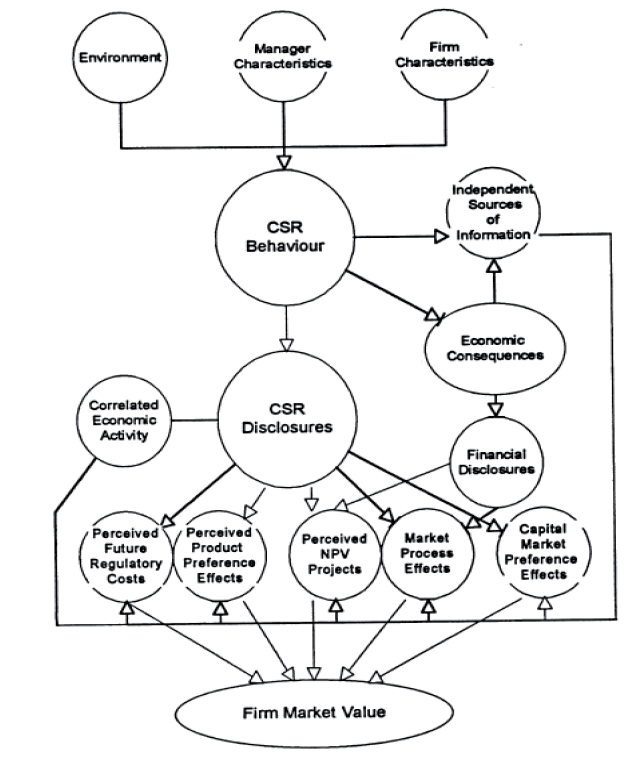 Environment
Manager
Characteristics
Firm
Characteristics
CSR
Behaviour
Independent
Sources
of
Information
Economic
Consequences
Correlated
Economic
Activity
CSR
Disclosures
Financial
Disclosures
Perceived
Future
Regulatory
Costs
Perceived
Product
Preference
Effects
Perceived
NPV
Projects
Market
Process
Effects
Capital
Market
Preference
Effects
Firm Market Value